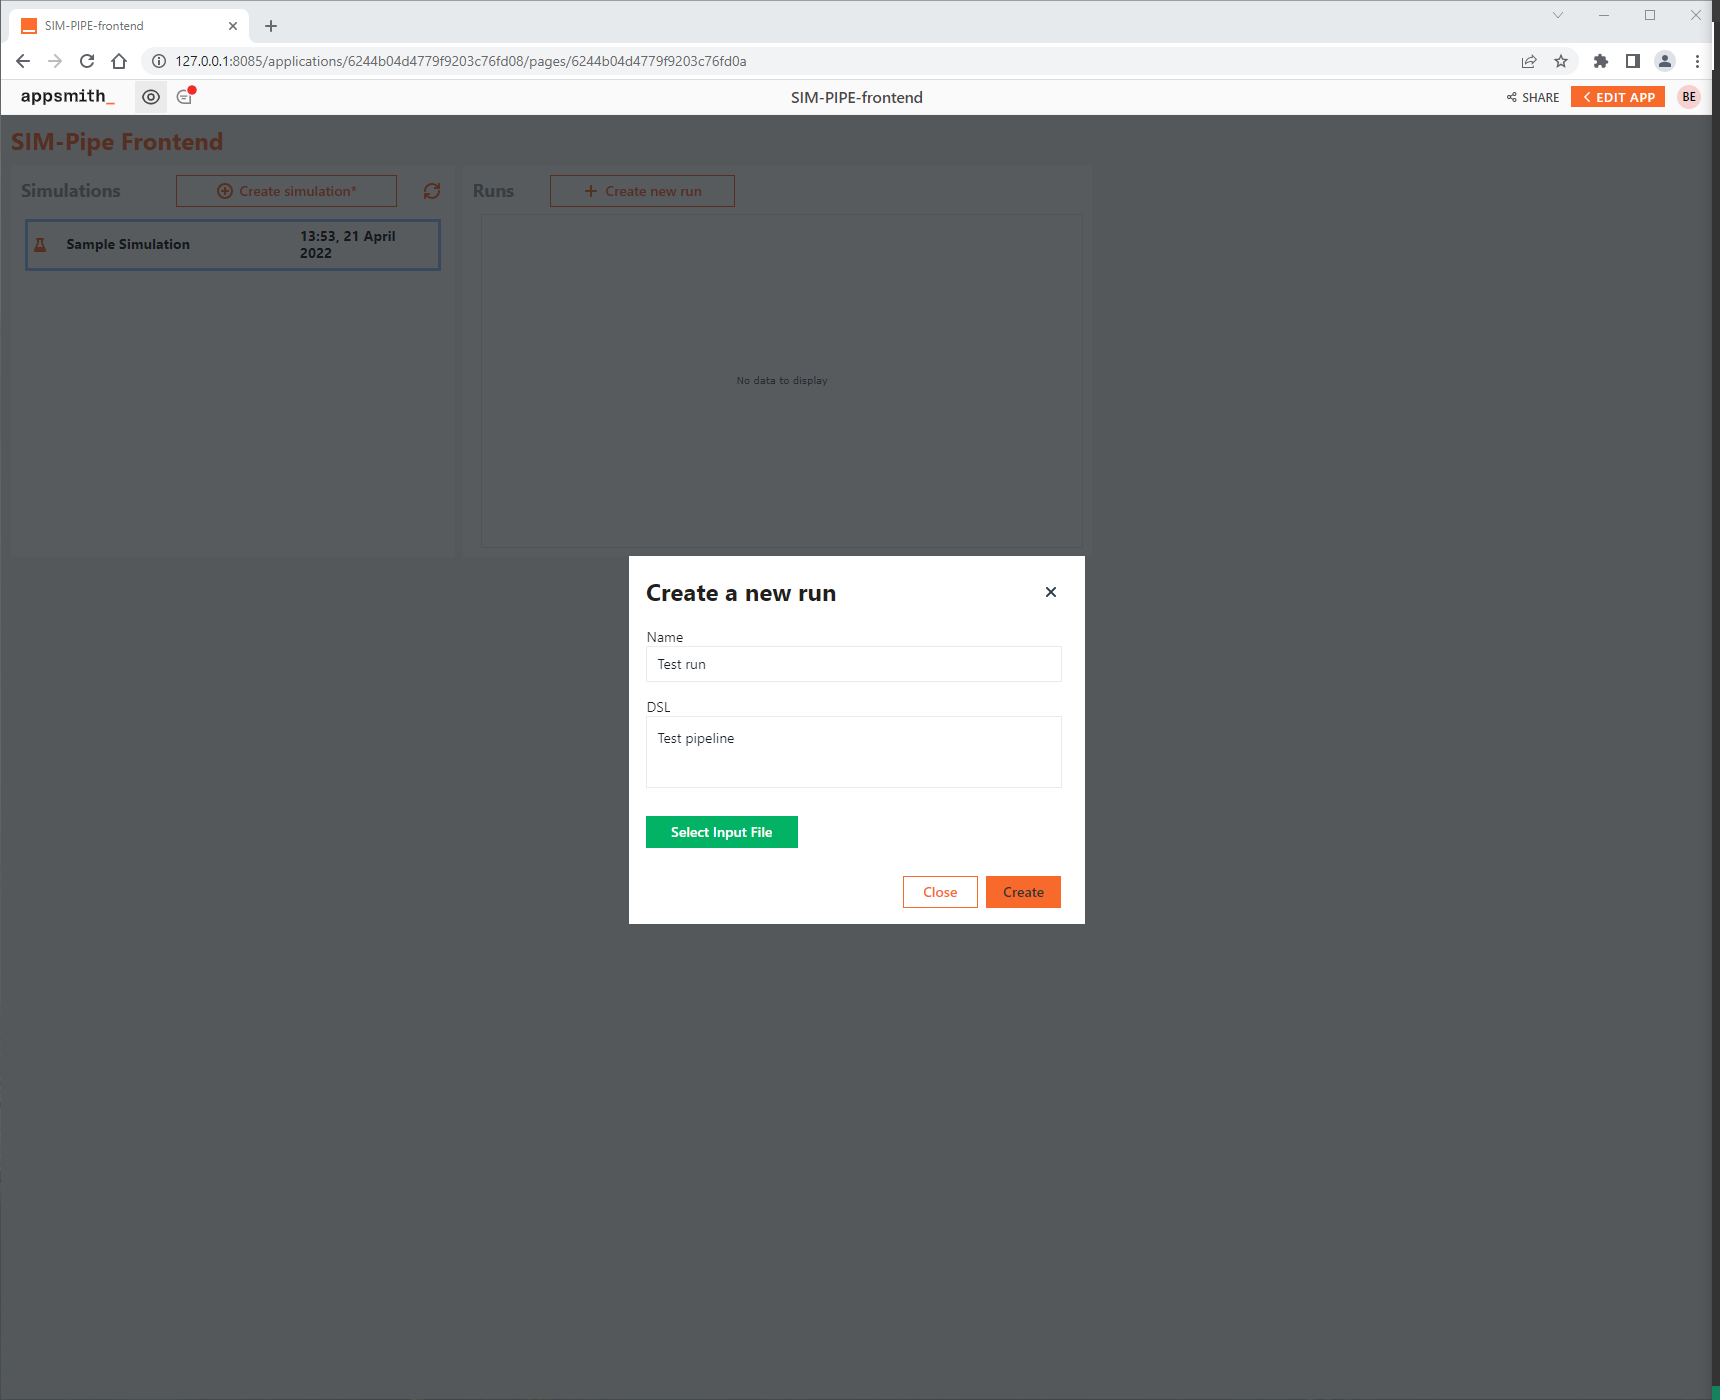 SIM-PIPE-frontend
127.0.0.1:8085/applications/6244b04d4779f9203c76fd08/pages/6244b04d4779f9203c76fd0a
appsmith_
SIM-PIPE-frontend
SHARE
EDIT APP
BE
SIM-Pipe Frontend
Simulations
Create simulation*
Runs
Create new run
Sample Simulation
13:53, 21 April
2022
No data to display
Create a new run
Name
Test run
DSL
Test pipeline
Select Input File
Close
Create